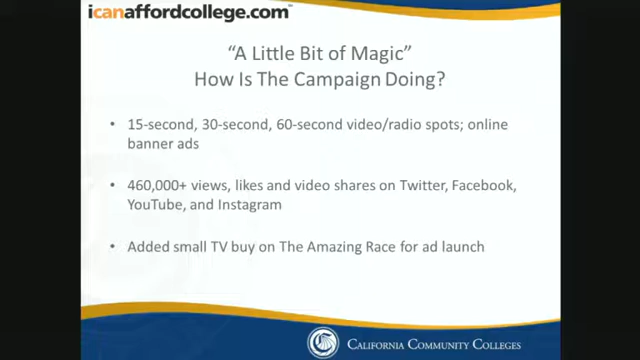 icanaffordcollege.com™
“A Little Bit of Magic”
How Is The Campaign Doing?
• 15-second, 30-second, 60-second video/radio spots; online
banner ads
• 460,000+ views, likes and video shares on Twitter, Facebook,
YouTube, and Instagram
• Added small TV buy on The Amazing Race for ad launch
CALIFORNIA COMMUNITY COLLEGES